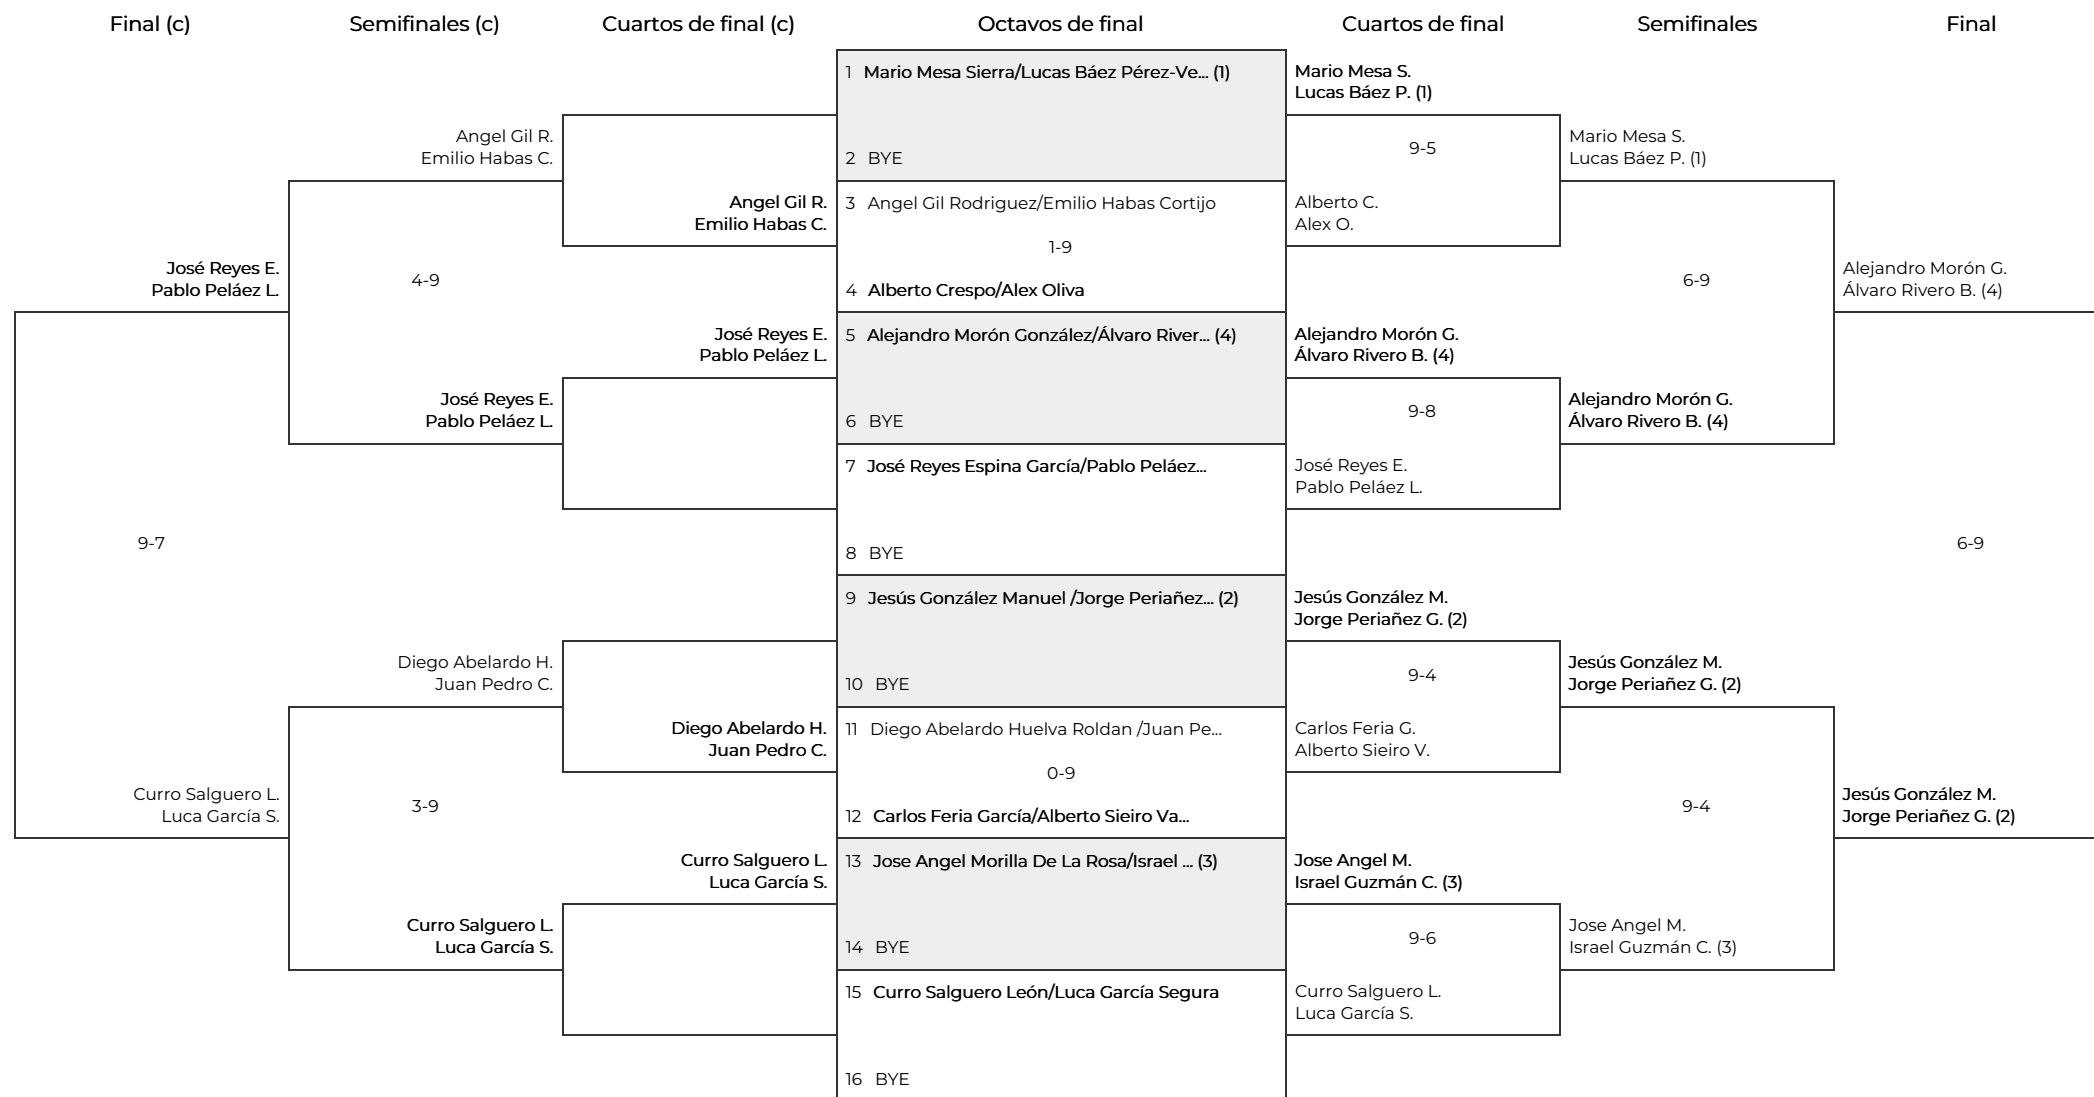 Final (c)
Semifinales (c)
Cuartos de final (c)
Octavos de final
Cuartos de final
Semifinales
Final
José Reyes E.
Pablo Peláez L.
9-7
Curro Salguero L.
Luca García S.
Angel Gil R.
Emilio Habas C.
4-9
José Reyes E.
Pablo Peláez L.
Diego Abelardo H.
Juan Pedro C.
3-9
Curro Salguero L.
Luca García S.
Angel Gil R.
Emilio Habas C.
José Reyes E.
Pablo Peláez L.
Diego Abelardo H.
Juan Pedro C.
Curro Salguero L.
Luca García S.
1 Mario Mesa Sierra/Lucas Báez Pérez-Ve... (1)
2 BYE
3 Angel Gil Rodriguez/Emilio Habas Cortijo
1-9
4 Alberto Crespo/Alex Oliva
5 Alejandro Morón González/Álvaro River... (4)
6 BYE
7 José Reyes Espina García/Pablo Peláez...
8 BYE
9 Jesús González Manuel /Jorge Periañez... (2)
10 BYE
11 Diego Abelardo Huelva Roldan /Juan Pe...
0-9
12 Carlos Feria García/Alberto Sieiro Va...
13 Jose Angel Morilla De La Rosa/Israel ... (3)
14 BYE
15 Curro Salguero León/Luca García Segura
16 BYE
Mario Mesa S.
Lucas Báez P. (1)
9-5
Alberto C.
Alex O.
Alejandro Morón G.
Álvaro Rivero B. (4)
9-8
José Reyes E.
Pablo Peláez L.
Jesús González M.
Jorge Periañez G. (2)
9-4
Carlos Feria G.
Alberto Sieiro V.
Jose Angel M.
Israel Guzmán C. (3)
9-6
Curro Salguero L.
Luca García S.
Mario Mesa S.
Lucas Báez P. (1)
6-9
Alejandro Morón G.
Álvaro Rivero B. (4)
Jesús González M.
Jorge Periañez G. (2)
9-4
Jose Angel M.
Israel Guzmán C. (3)
Alejandro Morón G.
Álvaro Rivero B. (4)
6-9
Jesús González M.
Jorge Periañez G. (2)